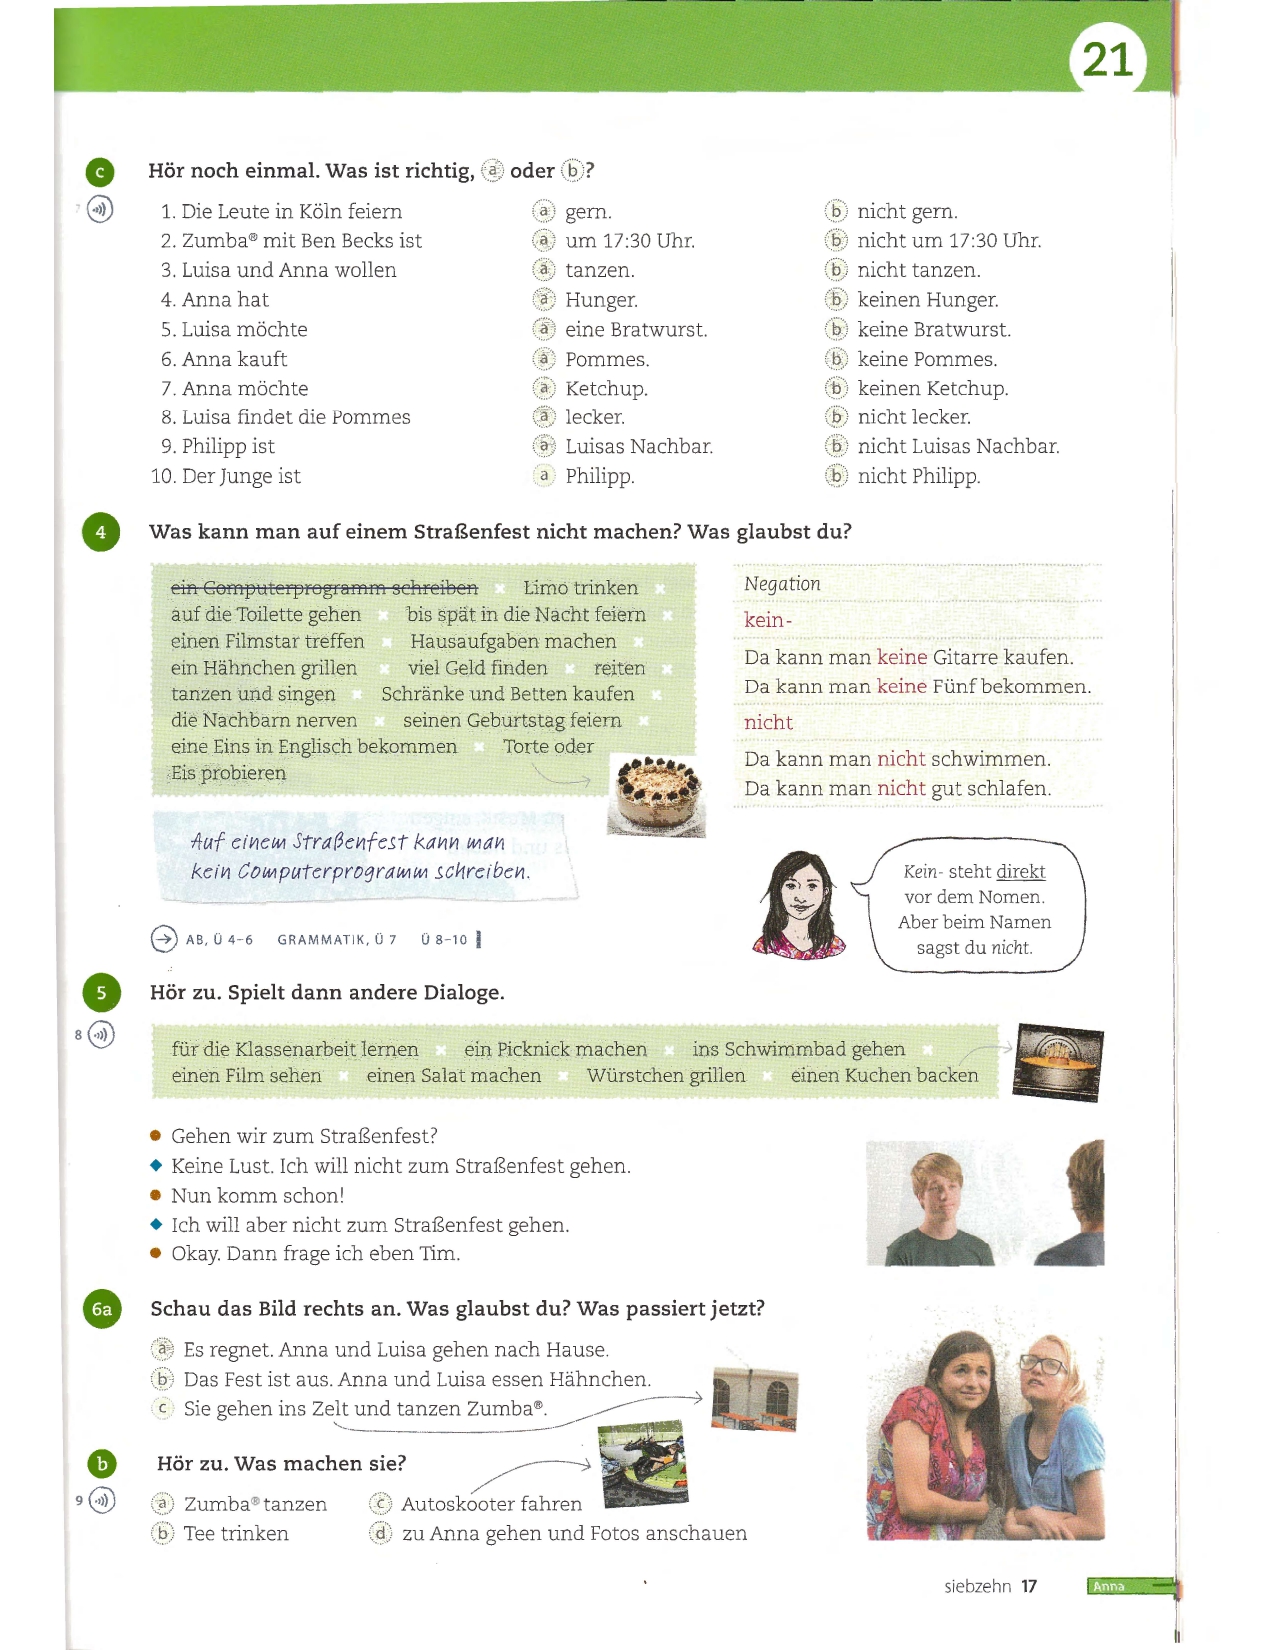 21
c Hör noch einmal. Was ist richtig, a oder b?
7
1. Die Leute in Köln feiern a gern. b nicht gern.
2. Zumba® mit Ben Becks ist a um 17:30 Uhr. b nicht um 17:30 Uhr.
3. Luisa und Anna wollen a tanzen. b nicht tanzen.
4. Anna hat a Hunger. b keinen Hunger.
5. Luisa möchte a eine Bratwurst. b keine Bratwurst.
6. Anna kauft a Pommes. b keine Pommes.
7. Anna möchte a Ketchup. b keinen Ketchup.
8. Luisa findet die Pommes a lecker. b nicht lecker.
9. Philipp ist a Luisas Nachbar. b nicht Luisas Nachbar.
10. Der Junge ist a Philipp. b nicht Philipp.
4 Was kann man auf einem Straßenfest nicht machen? Was glaubst du?
ein Computerprogramm schreiben × Limo trinken ×
auf die Toilette gehen × bis spät in die Nacht feiern ×
einen Filmstar treffen × Hausaufgaben machen ×
ein Hähnchen grillen × viel Geld finden × reiten ×
tanzen und singen × Schränke und Betten kaufen ×
die Nachbarn nerven × seinen Geburtstag feiern ×
eine Eins in Englisch bekommen × Torte oder
Eis probieren
Negation
kein-
Da kann man keine Gitarre kaufen.
Da kann man keine Fünf bekommen.
nicht
Da kann man nicht schwimmen.
Da kann man nicht gut schlafen.
Auf einem Straßenfest kann man
kein Computerprogramm schreiben.
Kein- steht direkt
vor dem Nomen.
Aber beim Namen
sagst du nicht.
AB, Ü 4–6 GRAMMATIK, Ü 7 Ü 8–10
5 Hör zu. Spielt dann andere Dialoge.
8
für die Klassenarbeit lernen × ein Picknick machen × ins Schwimmbad gehen ×
einen Film sehen × einen Salat machen × Würstchen grillen × einen Kuchen backen
● Gehen wir zum Straßenfest?
◆ Keine Lust. Ich will nicht zum Straßenfest gehen.
● Nun komm schon!
◆ Ich will aber nicht zum Straßenfest gehen.
● Okay. Dann frage ich eben Tim.
6a Schau das Bild rechts an. Was glaubst du? Was passiert jetzt?
a Es regnet. Anna und Luisa gehen nach Hause.
b Das Fest ist aus. Anna und Luisa essen Hähnchen.
c Sie gehen ins Zelt und tanzen Zumba®.
b Hör zu. Was machen sie?
9
a Zumba® tanzen c Autoskooter fahren
b Tee trinken d zu Anna gehen und Fotos anschauen
siebzehn 17 Anna